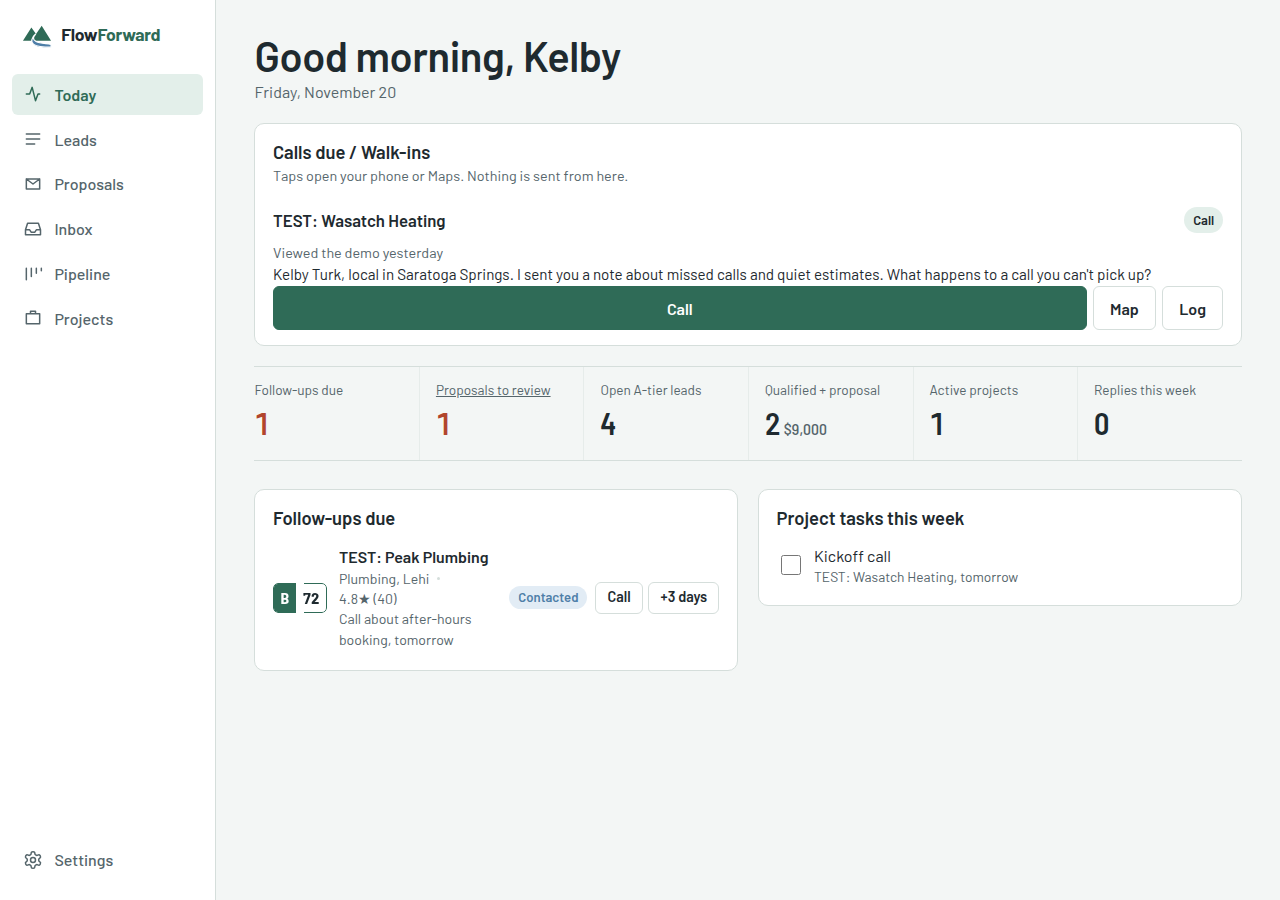 FlowForward
Today
Leads
Proposals
Inbox
Pipeline
Projects
Settings
Good morning, Kelby
Friday, November 20
Calls due / Walk-ins
Taps open your phone or Maps. Nothing is sent from here.
TEST: Wasatch Heating
Call
Viewed the demo yesterday
Kelby Turk, local in Saratoga Springs. I sent you a note about missed calls and quiet estimates. What happens to a call you can't pick up?
Call
Map
Log
Follow-ups due
1
Proposals to review
1
Open A-tier leads
4
Qualified + proposal
2 $9,000
Active projects
1
Replies this week
0
Follow-ups due
B 72
TEST: Peak Plumbing
Plumbing, Lehi •
4.8★ (40)
Call about after-hours
booking, tomorrow
Contacted
Call
+3 days
Project tasks this week
Kickoff call
TEST: Wasatch Heating, tomorrow